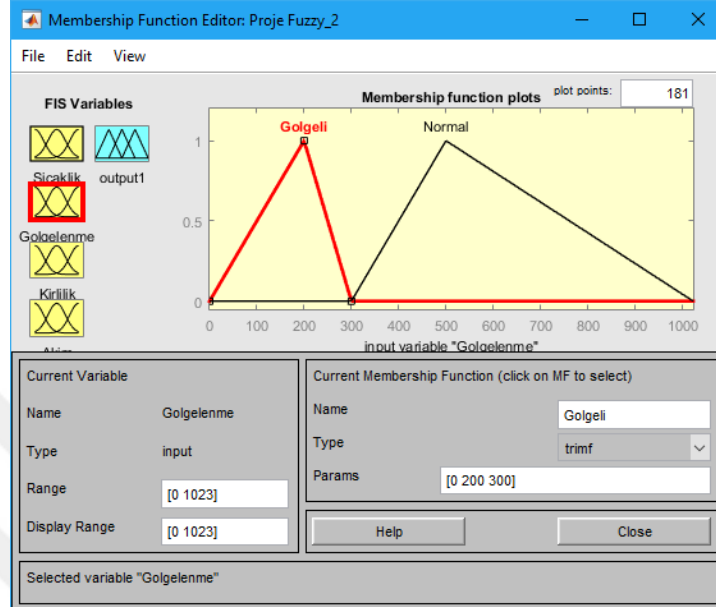 Membership Function Editor: Proje Fuzzy_2
File Edit View
FIS Variables
Membership function plots
plot points:
181
Golgeli
Normal
1
0.5
0
0 100 200 300 400 500 600 700 800 900 1000
input variable "Golgelenme"
Sicaklik
output1
Golgelenme
Kirlilik
Akim
Current Variable
Name Golgelenme
Type input
Range [0 1023]
Display Range [0 1023]
Current Membership Function (click on MF to select)
Name Golgeli
Type trimf
Params [0 200 300]
Help Close
Selected variable "Golgelenme"